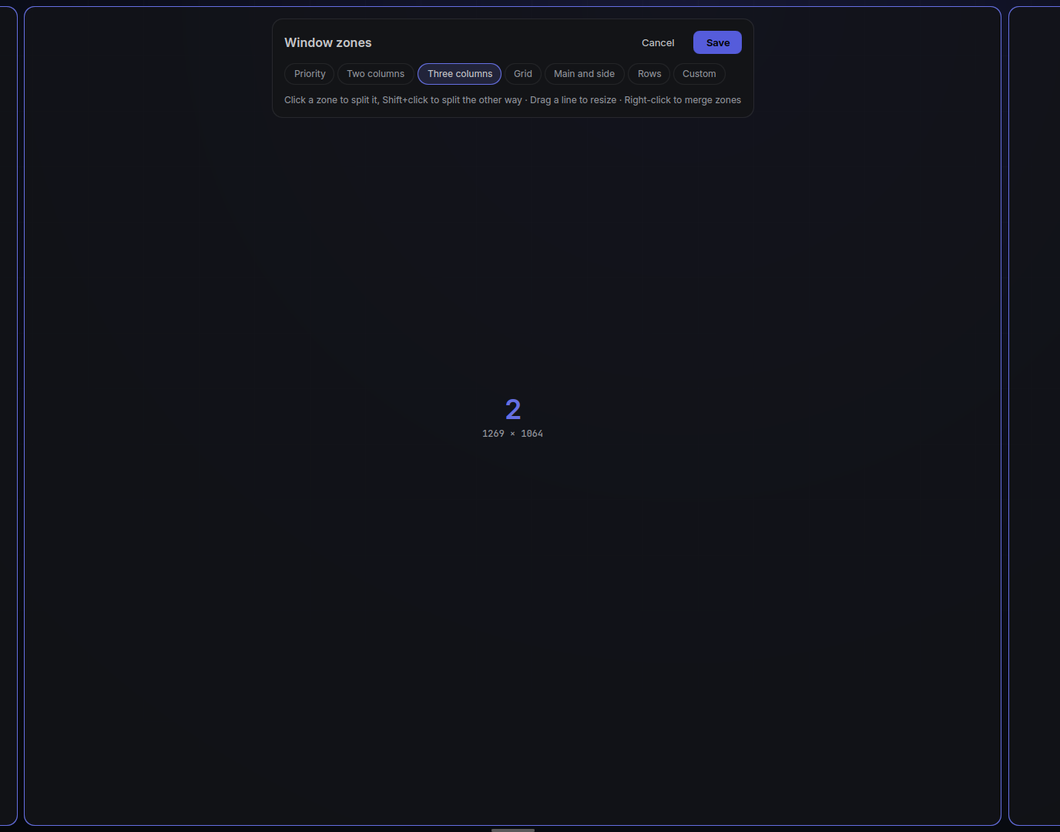 Window zones
Cancel
Save
Priority
Two columns
Three columns
Grid
Main and side
Rows
Custom
Click a zone to split it, Shift+click to split the other way · Drag a line to resize · Right-click to merge zones
2
1269 × 1064